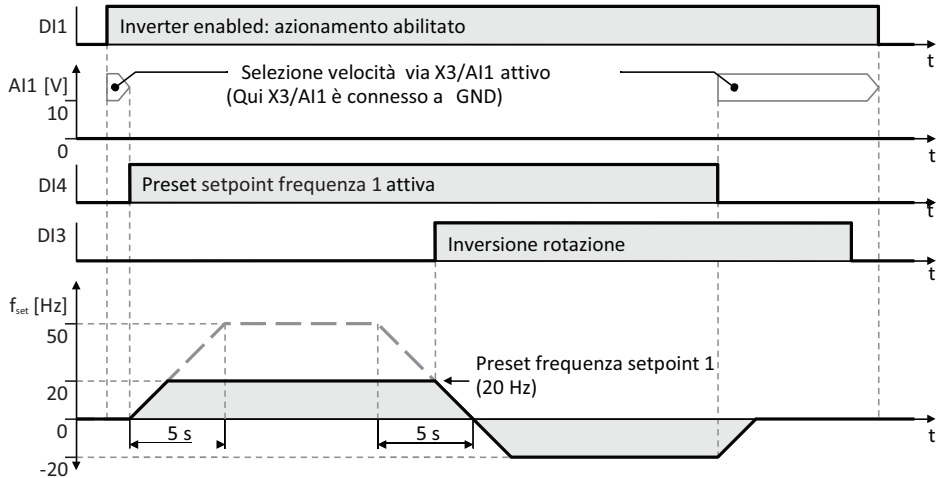 DI1
Inverter enabled: azionamento abilitato
t
AI1 [V]
Selezione velocità via X3/AI1 attivo
(Qui X3/AI1 è connesso a GND)
10
0
t
DI4
Preset setpoint frequenza 1 attiva
t
DI3
Inversione rotazione
t
fset [Hz]
50
Preset frequenza setpoint 1
(20 Hz)
20
0
t
5 s
5 s
-20